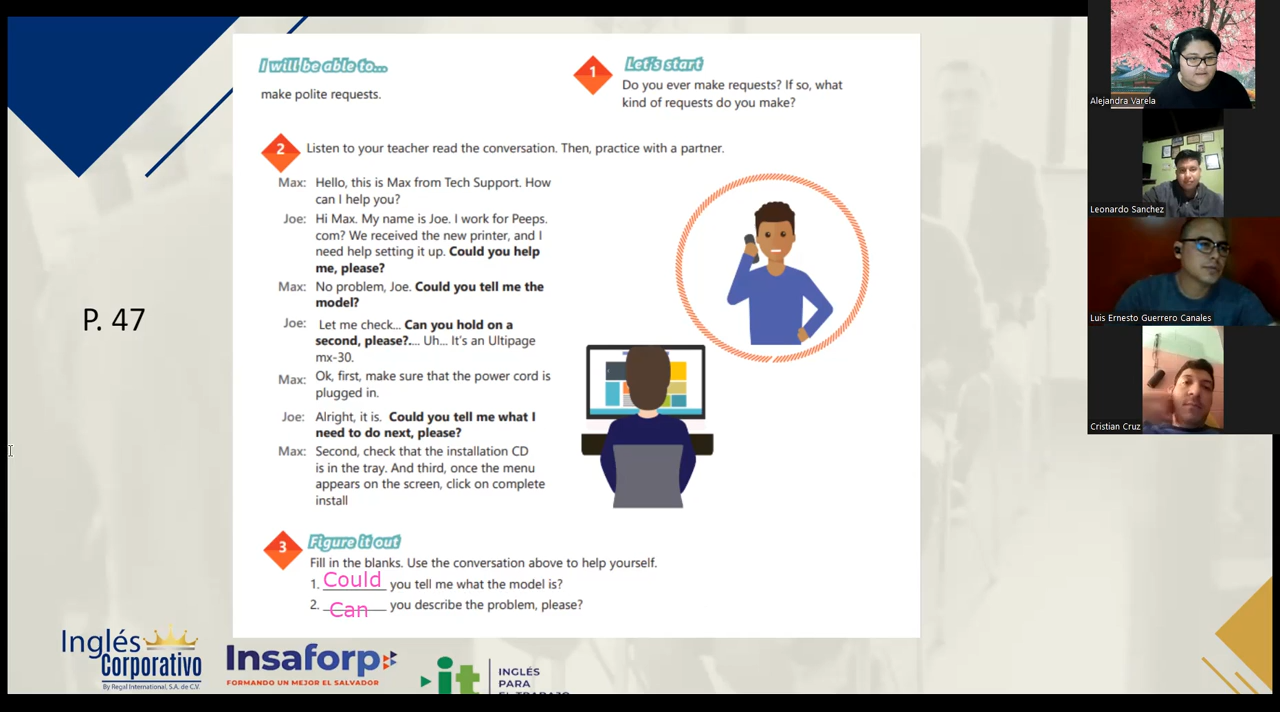 I will be able to...
make polite requests.
1
Let's start
Do you ever make requests? If so, what
kind of requests do you make?
2
Listen to your teacher read the conversation. Then, practice with a partner.
Max: Hello, this is Max from Tech Support. How
can I help you?
Joe: Hi Max. My name is Joe. I work for Peeps.
com? We received the new printer, and I
need help setting it up. Could you help
me, please?
Max: No problem, Joe. Could you tell me the
model?
Joe: Let me check... Can you hold on a
second, please?.... Uh... It's an Ultipage
mx-30.
Max: Ok, first, make sure that the power cord is
plugged in.
Joe: Alright, it is. Could you tell me what I
need to do next, please?
Max: Second, check that the installation CD
is in the tray. And third, once the menu
appears on the screen, click on complete
install
3
Figure it out
Fill in the blanks. Use the conversation above to help yourself.
1. Could you tell me what the model is?
2. Can you describe the problem, please?
P. 47
Inglés
Corporativo
By Regal International, S.A. de C.V.
Insaforp
FORMANDO UN MEJOR EL SALVADOR
it
INGLÉS
PARA
EL TRABAJO
Alejandra Varela
Leonardo Sanchez
Luis Ernesto Guerrero Canales
Cristian Cruz